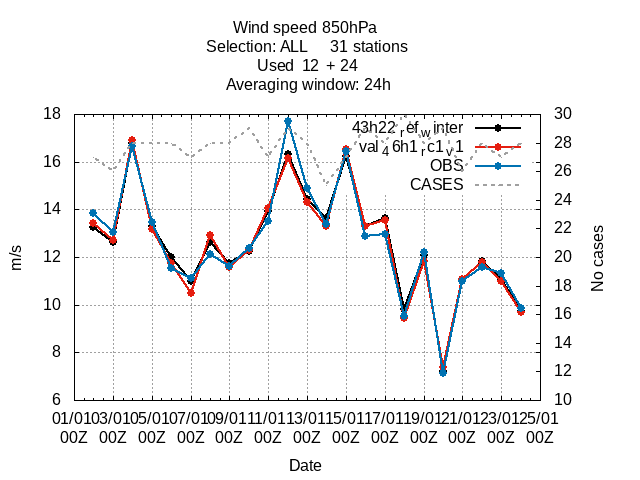 Wind speed 850hPa
Selection: ALL 31 stations
Used 12 + 24
Averaging window: 24h
18 30
43h22_ref_winter
val_46h1_rc1_v1
OBS
CASES
16
14
12
10
8
6
28
26
24
22
20
18
16
14
12
10
m/s
No cases
01/01 03/01 05/01 07/01 09/01 11/01 13/01 15/01 17/01 19/01 21/01 23/01 25/01
00Z 00Z 00Z 00Z 00Z 00Z 00Z 00Z 00Z 00Z 00Z 00Z 00Z
Date